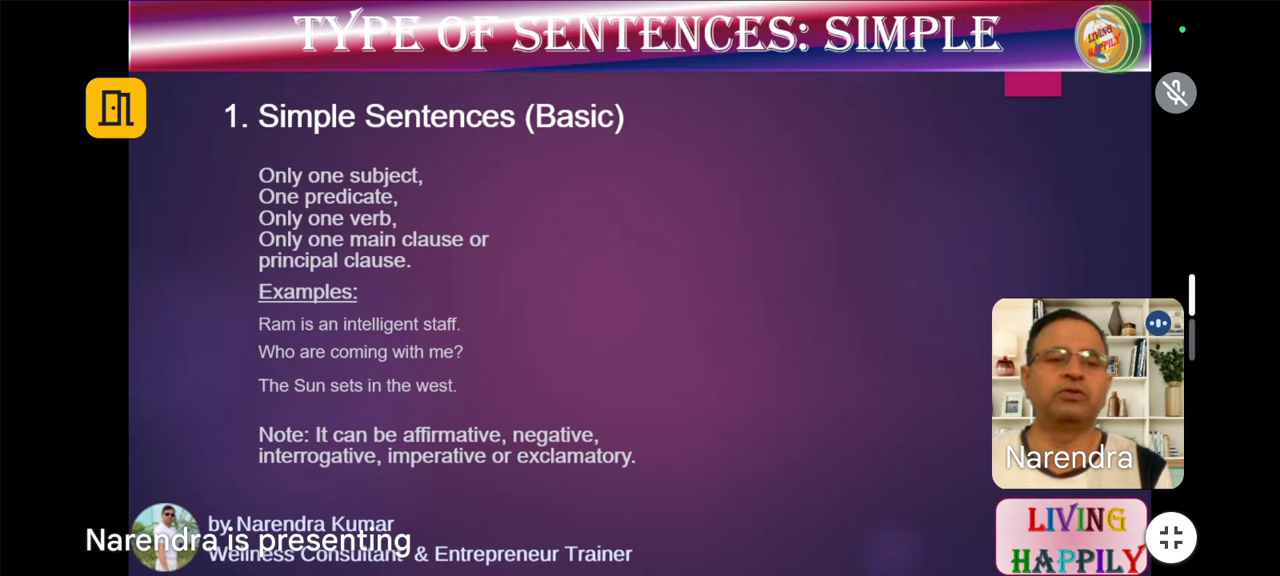 TYPE OF SENTENCES: SIMPLE
LIVING
HAPPILY
1. Simple Sentences (Basic)
Only one subject,
One predicate,
Only one verb,
Only one main clause or
principal clause.
Examples:
Ram is an intelligent staff.
Who are coming with me?
The Sun sets in the west.
Note: It can be affirmative, negative,
interrogative, imperative or exclamatory.
Narendra
by Narendra Kumar
Narendra is presenting
Wellness Consultant & Entrepreneur Trainer
LIVING
HAPPILY